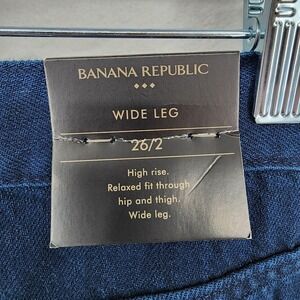 BANANA REPUBLIC
WIDE LEG
26/2
High rise.
Relaxed fit through
hip and thigh.
Wide leg.